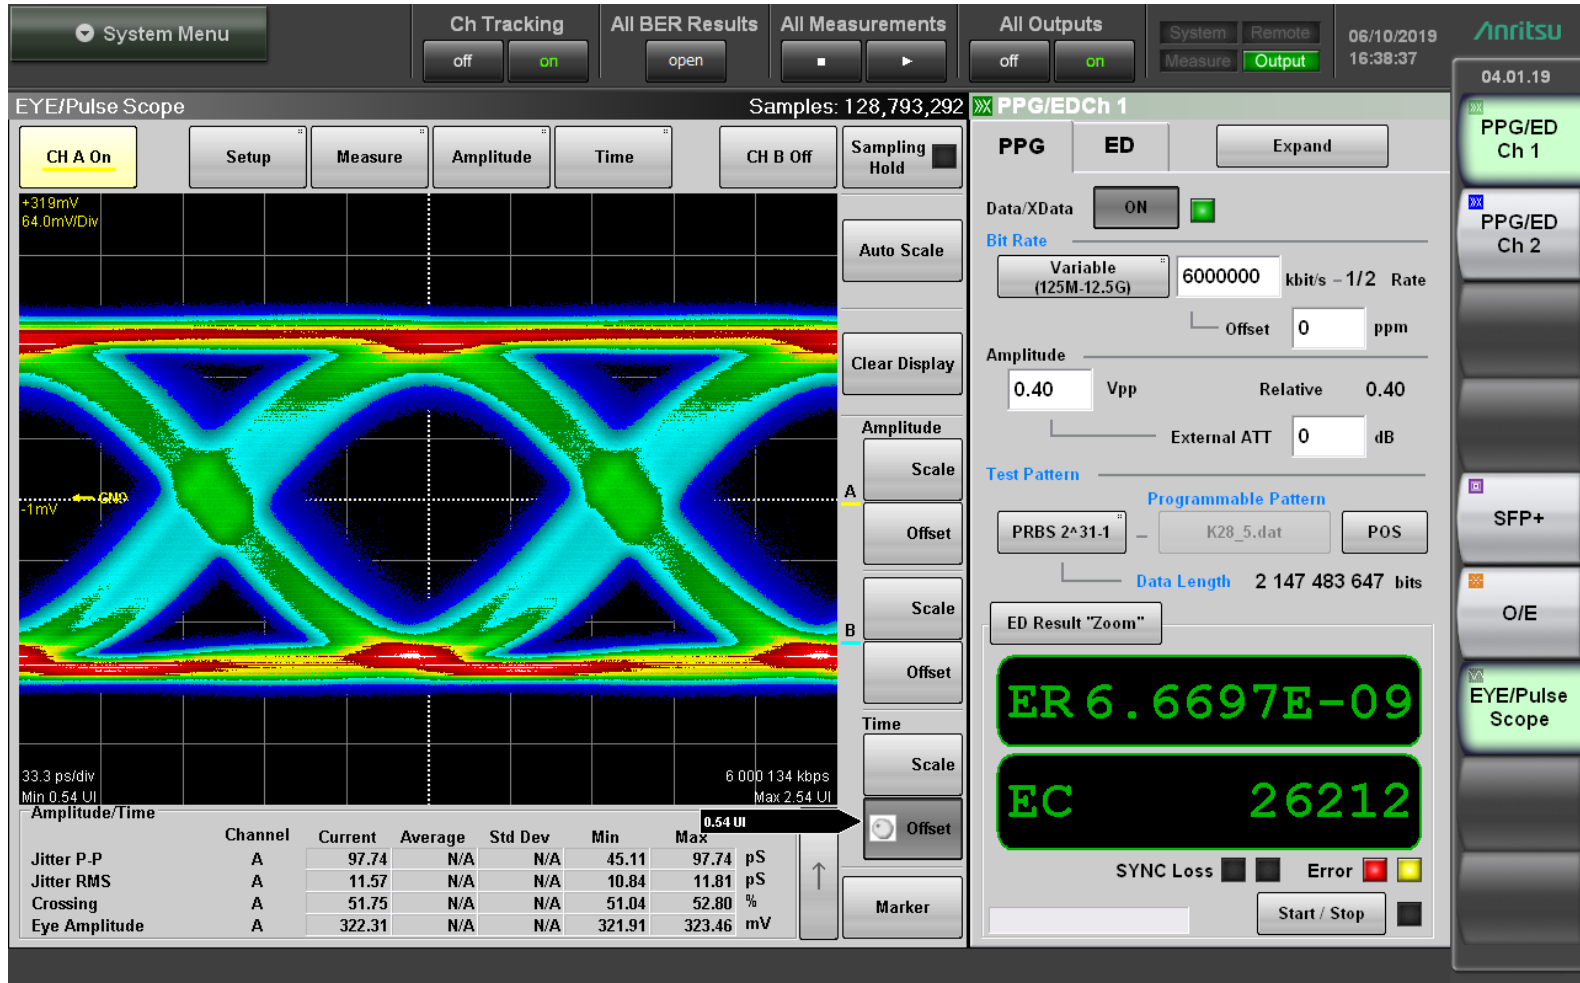 System Menu
Ch Tracking
off
on
All BER Results
open
All Measurements
All Outputs
off
on
System
Remote
Measure
Output
06/10/2019
16:38:37
Anritsu
04.01.19
EYE/Pulse Scope
Samples: 128,793,292
CH A On
Setup
Measure
Amplitude
Time
CH B Off
Sampling
Hold
+319mV
64.0mV/Div
GND
-1mV
33.3 ps/div
Min 0.54 UI
6 000 134 kbps
Max 2.54 UI
Auto Scale
Clear Display
Amplitude
A
Scale
Offset
B
Scale
Offset
Time
Scale
0.54 UI
Offset
Marker
Amplitude/Time
Channel Current Average Std Dev Min Max
Jitter P-P A 97.74 N/A N/A 45.11 97.74 pS
Jitter RMS A 11.57 N/A N/A 10.84 11.81 pS
Crossing A 51.75 N/A N/A 51.04 52.80 %
Eye Amplitude A 322.31 N/A N/A 321.91 323.46 mV
PPG/EDCh 1
PPG
ED
Expand
Data/XData ON
Bit Rate
Variable
(125M-12.5G)
6000000 kbit/s - 1/2 Rate
Offset 0 ppm
Amplitude
0.40 Vpp Relative 0.40
External ATT 0 dB
Test Pattern
Programmable Pattern
PRBS 2^31-1 K28_5.dat POS
Data Length 2 147 483 647 bits
ED Result "Zoom"
ER 6.6697E-09
EC 26212
SYNC Loss Error
Start / Stop
PPG/ED
Ch 1
PPG/ED
Ch 2
SFP+
O/E
EYE/Pulse
Scope